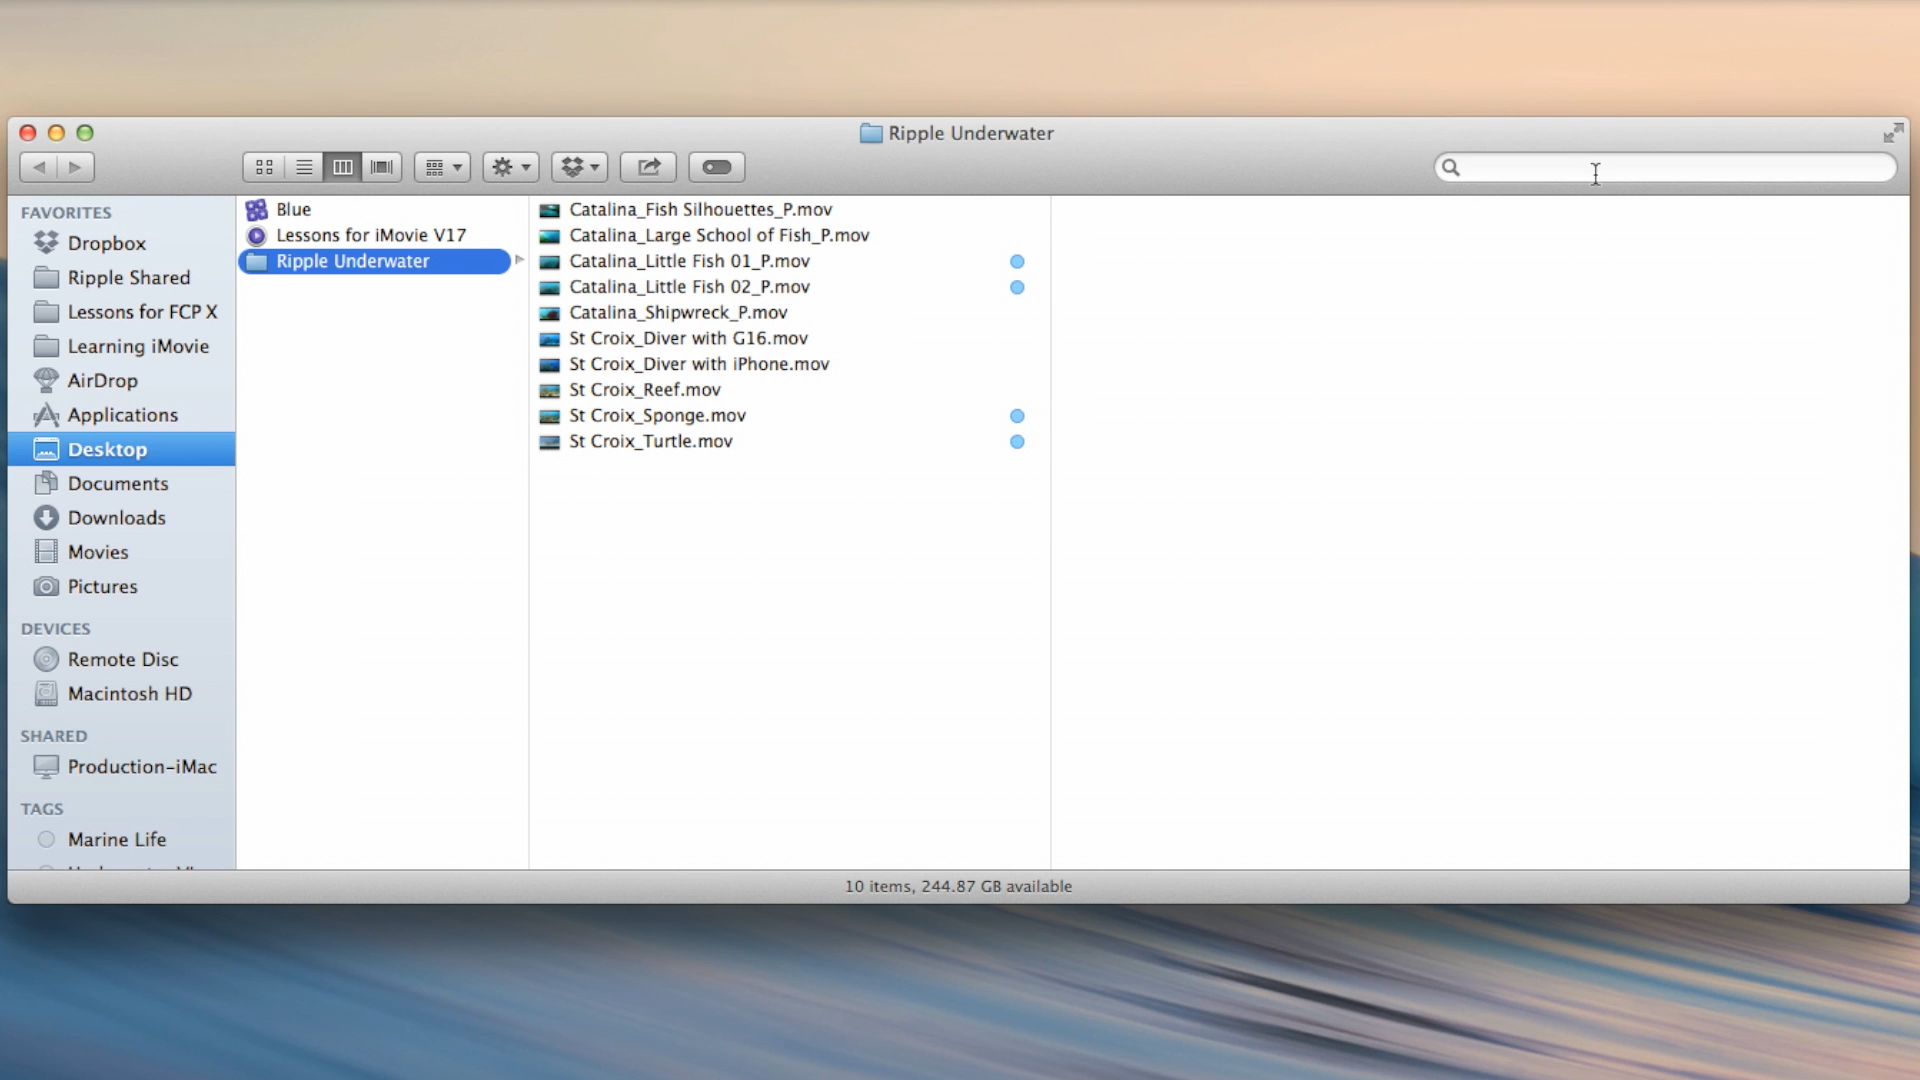 Ripple Underwater
FAVORITES
Dropbox
Ripple Shared
Lessons for FCP X
Learning iMovie
AirDrop
Applications
Desktop
Documents
Downloads
Movies
Pictures
DEVICES
Remote Disc
Macintosh HD
SHARED
Production-iMac
TAGS
Marine Life
Blue
Lessons for iMovie V17
Ripple Underwater
Catalina_Fish Silhouettes_P.mov
Catalina_Large School of Fish_P.mov
Catalina_Little Fish 01_P.mov
Catalina_Little Fish 02_P.mov
Catalina_Shipwreck_P.mov
St Croix_Diver with G16.mov
St Croix_Diver with iPhone.mov
St Croix_Reef.mov
St Croix_Sponge.mov
St Croix_Turtle.mov
10 items, 244.87 GB available